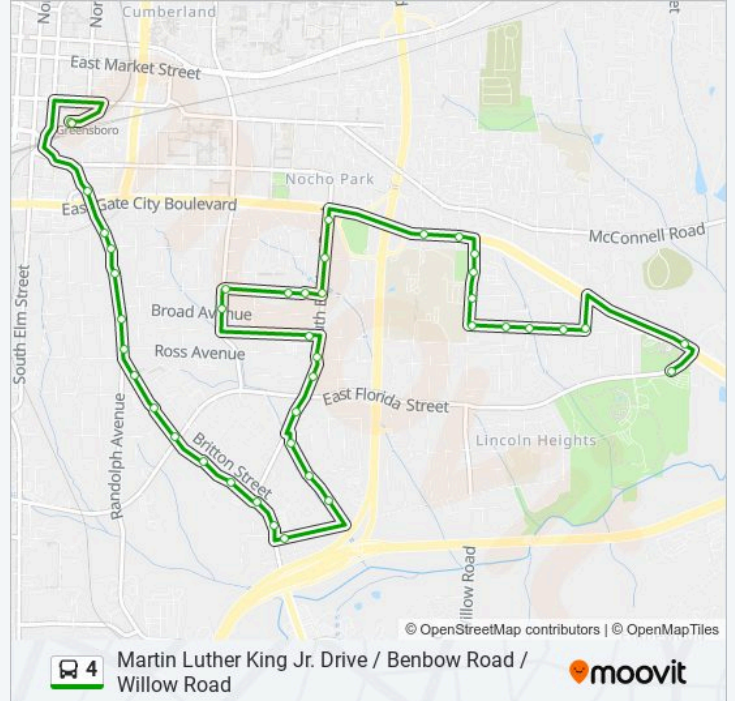 Cumberland
East Market Street
Greensboro
Nocho Park
East Gate City Boulevard
McConnell Road
Broad Avenue
South Elm Street
Ross Avenue
East Florida Street
Randolph Avenue
Lincoln Heights
Britton Street
Willow Road
© OpenStreetMap contributors | © OpenMapTiles
4
Martin Luther King Jr. Drive / Benbow Road /
Willow Road
moovit